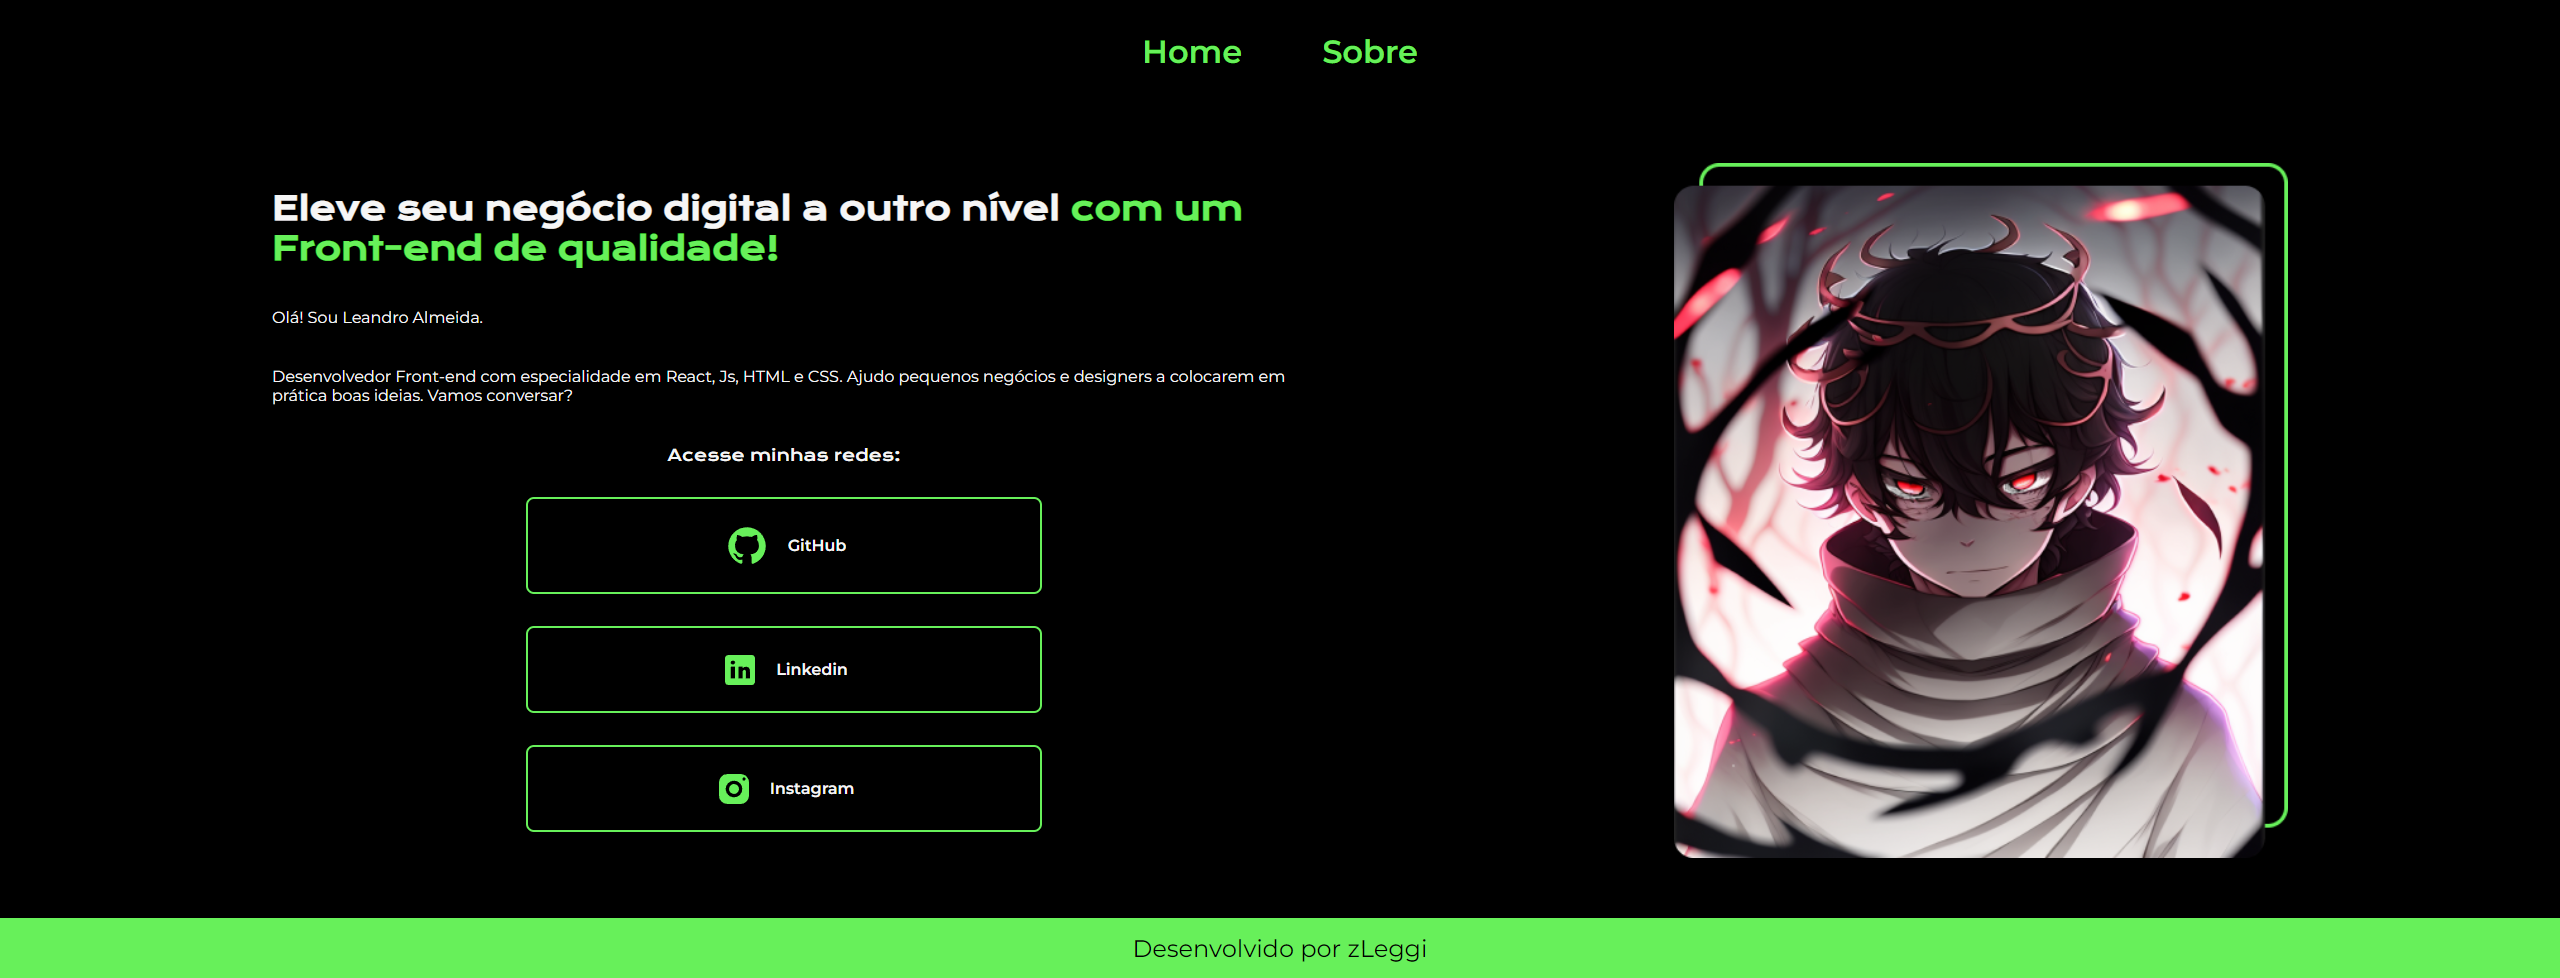 Home
Sobre
Eleve seu negócio digital a outro nível com um
Front-end de qualidade!
Olá! Sou Leandro Almeida.
Desenvolvedor Front-end com especialidade em React, Js, HTML e CSS. Ajudo pequenos negócios e designers a colocarem em
prática boas ideias. Vamos conversar?
Acesse minhas redes:
GitHub
in
Linkedin
Instagram
Desenvolvido por zLeggi